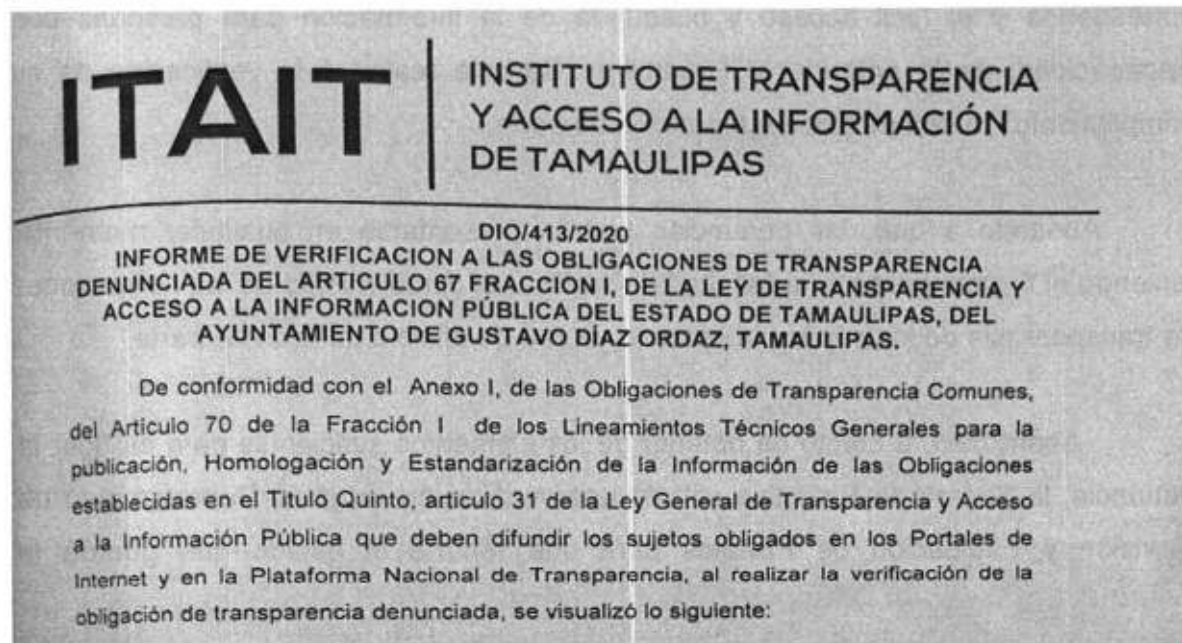 ITAIT
INSTITUTO DE TRANSPARENCIA
Y ACCESO A LA INFORMACIÓN
DE TAMAULIPAS
DIO/413/2020
INFORME DE VERIFICACION A LAS OBLIGACIONES DE TRANSPARENCIA
DENUNCIADA DEL ARTICULO 67 FRACCION I, DE LA LEY DE TRANSPARENCIA Y
ACCESO A LA INFORMACION PÚBLICA DEL ESTADO DE TAMAULIPAS, DEL
AYUNTAMIENTO DE GUSTAVO DÍAZ ORDAZ, TAMAULIPAS.
De conformidad con el Anexo I, de las Obligaciones de Transparencia Comunes,
del Articulo 70 de la Fracción I de los Lineamientos Técnicos Generales para la
publicación, Homologación y Estandarización de la Información de las Obligaciones
establecidas en el Titulo Quinto, articulo 31 de la Ley General de Transparencia y Acceso
a la Información Pública que deben difundir los sujetos obligados en los Portales de
Internet y en la Plataforma Nacional de Transparencia, al realizar la verificación de la
obligación de transparencia denunciada, se visualizó lo siguiente: